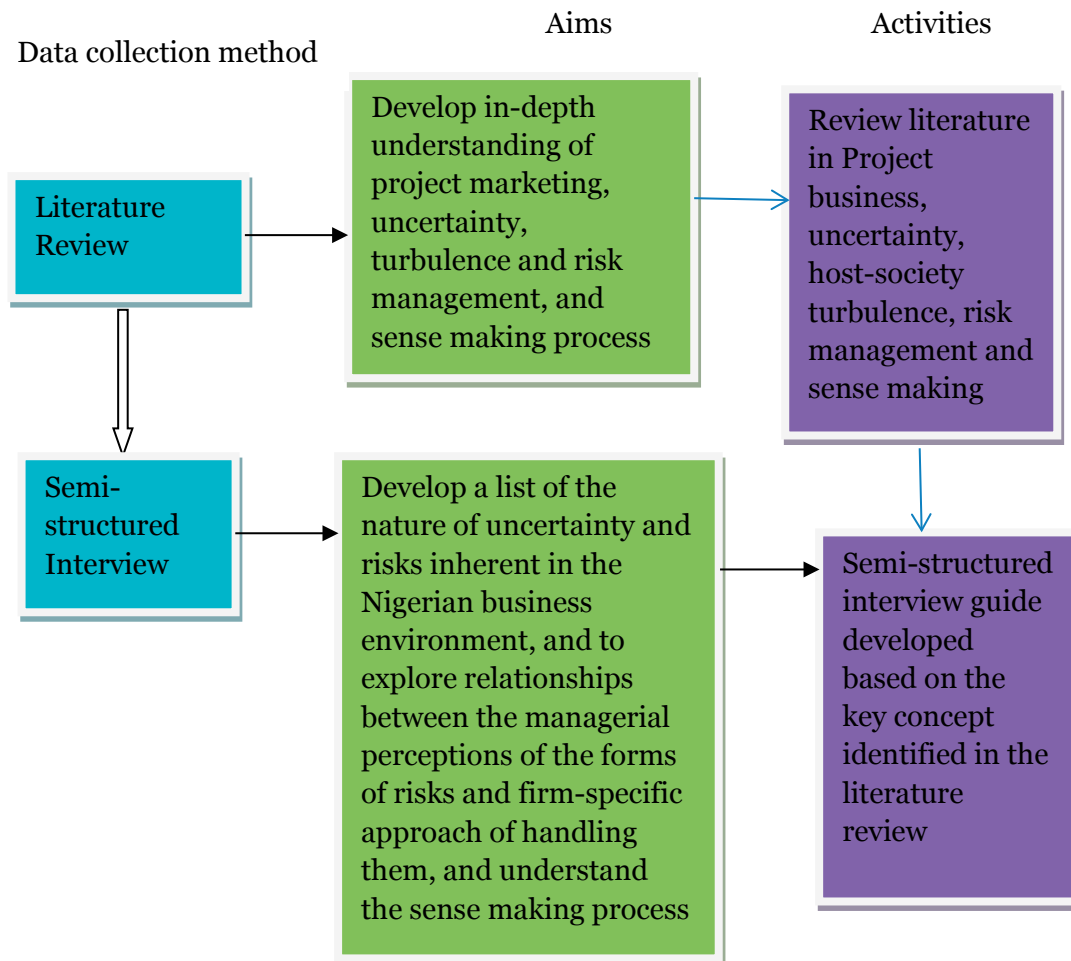 Data collection method
Aims
Activities
Literature
Review
Develop in-depth
understanding of
project marketing,
uncertainty,
turbulence and risk
management, and
sense making process
Review literature
in Project
business,
uncertainty,
host-society
turbulence, risk
management and
sense making
Semi-
structured
Interview
Develop a list of the
nature of uncertainty and
risks inherent in the
Nigerian business
environment, and to
explore relationships
between the managerial
perceptions of the forms
of risks and firm-specific
approach of handling
them, and understand
the sense making process
Semi-structured
interview guide
developed
based on the
key concept
identified in the
literature
review